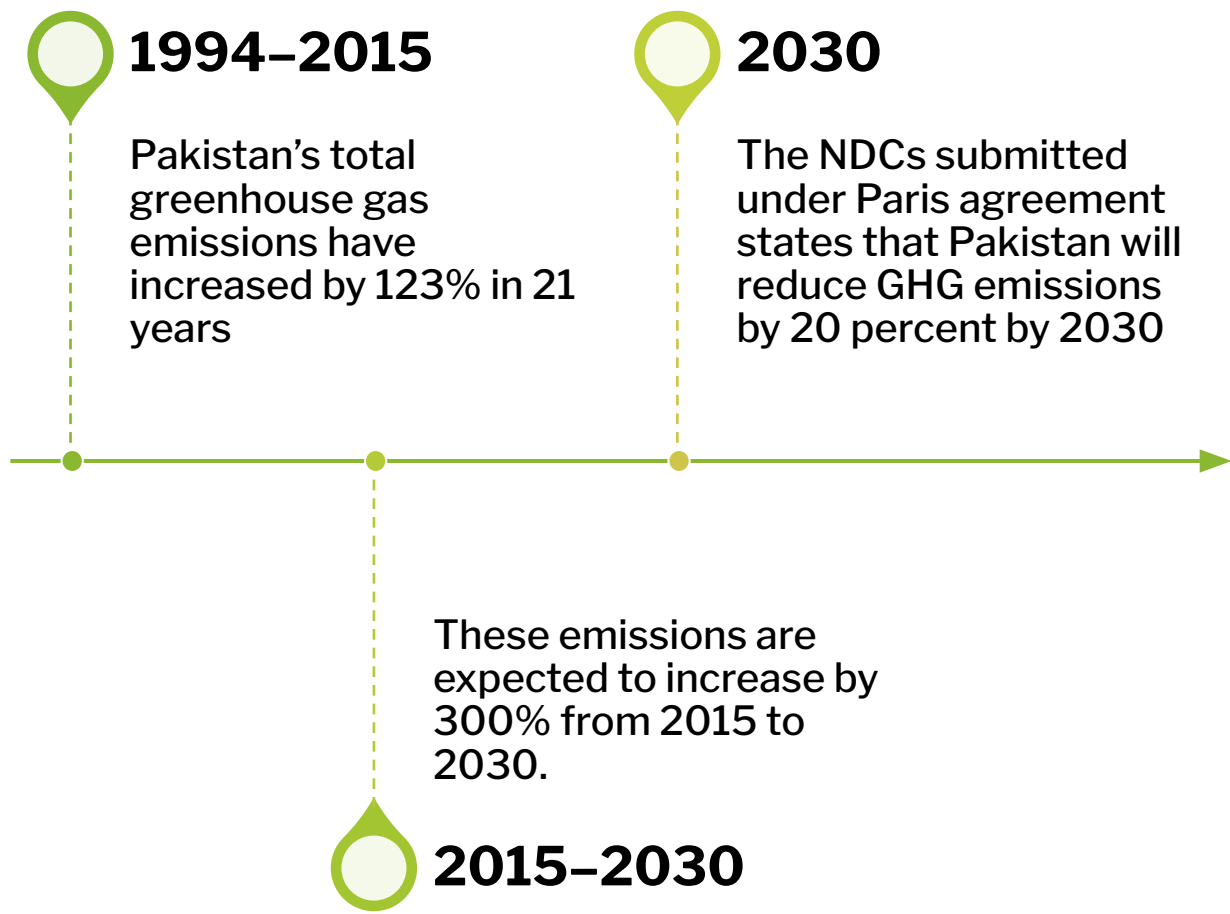 1994–2015
Pakistan’s total
greenhouse gas
emissions have
increased by 123% in 21
years
2030
The NDCs submitted
under Paris agreement
states that Pakistan will
reduce GHG emissions
by 20 percent by 2030
These emissions are
expected to increase by
300% from 2015 to
2030.
2015–2030